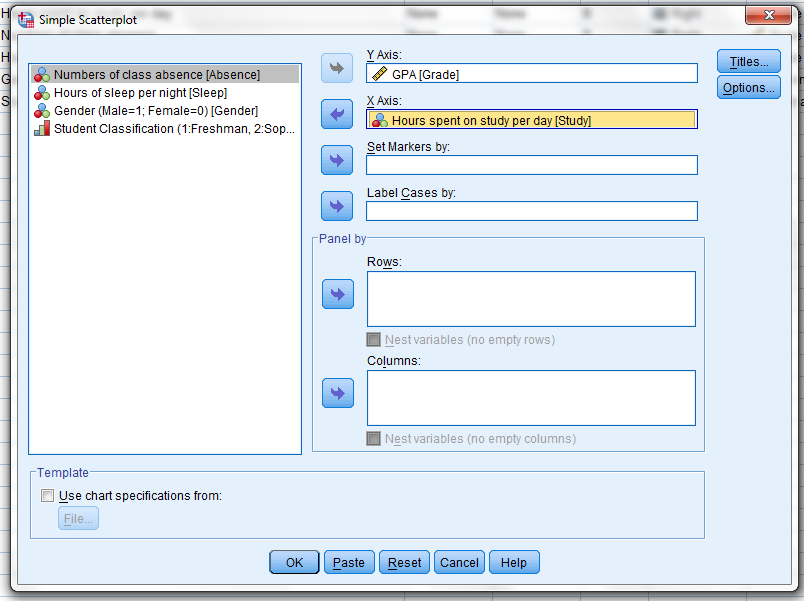 Simple Scatterplot
Numbers of class absence [Absence]
Hours of sleep per night [Sleep]
Gender (Male=1; Female=0) [Gender]
Student Classification (1:Freshman, 2:Sop...
Y Axis:
GPA [Grade]
X Axis:
Hours spent on study per day [Study]
Set Markers by:
Label Cases by:
Panel by
Rows:
Nest variables (no empty rows)
Columns:
Nest variables (no empty columns)
Titles...
Options...
Template
Use chart specifications from:
File...
OK
Paste
Reset
Cancel
Help